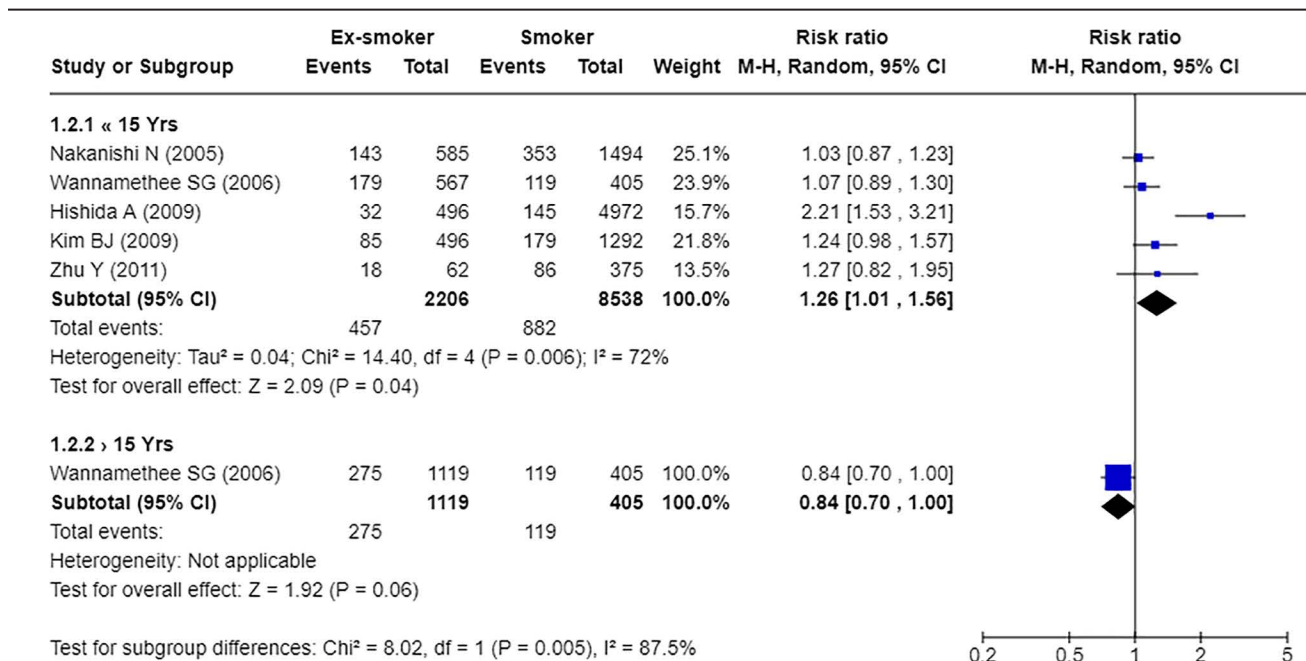 Ex-smoker Smoker Risk ratio Risk ratio
Study or Subgroup Events Total Events Total Weight M-H, Random, 95% CI M-H, Random, 95% CI
1.2.1 « 15 Yrs
Nakanishi N (2005) 143 585 353 1494 25.1% 1.03 [0.87 , 1.23]
Wannamethee SG (2006) 179 567 119 405 23.9% 1.07 [0.89 , 1.30]
Hishida A (2009) 32 496 145 4972 15.7% 2.21 [1.53 , 3.21]
Kim BJ (2009) 85 496 179 1292 21.8% 1.24 [0.98 , 1.57]
Zhu Y (2011) 18 62 86 375 13.5% 1.27 [0.82 , 1.95]
Subtotal (95% CI) 2206 8538 100.0% 1.26 [1.01 , 1.56]
Total events: 457 882
Heterogeneity: Tau² = 0.04; Chi² = 14.40, df = 4 (P = 0.006); I² = 72%
Test for overall effect: Z = 2.09 (P = 0.04)
1.2.2 › 15 Yrs
Wannamethee SG (2006) 275 1119 119 405 100.0% 0.84 [0.70 , 1.00]
Subtotal (95% CI) 1119 405 100.0% 0.84 [0.70 , 1.00]
Total events: 275 119
Heterogeneity: Not applicable
Test for overall effect: Z = 1.92 (P = 0.06)
Test for subgroup differences: Chi² = 8.02, df = 1 (P = 0.005), I² = 87.5%
0.2 0.5 1 2 5